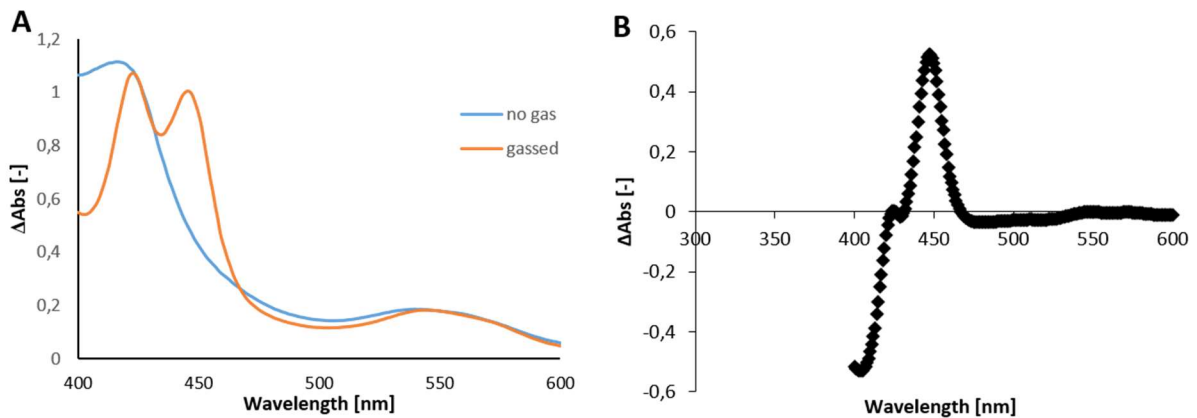 A
1,2
1
0,8
0,6
0,4
0,2
0
ΔAbs [-]
400 450 500 550 600
Wavelength [nm]
no gas
gassed
B
0,6
0,4
0,2
0
-0,2
-0,4
-0,6
ΔAbs [-]
300 350 400 450 500 550 600
Wavelength [nm]